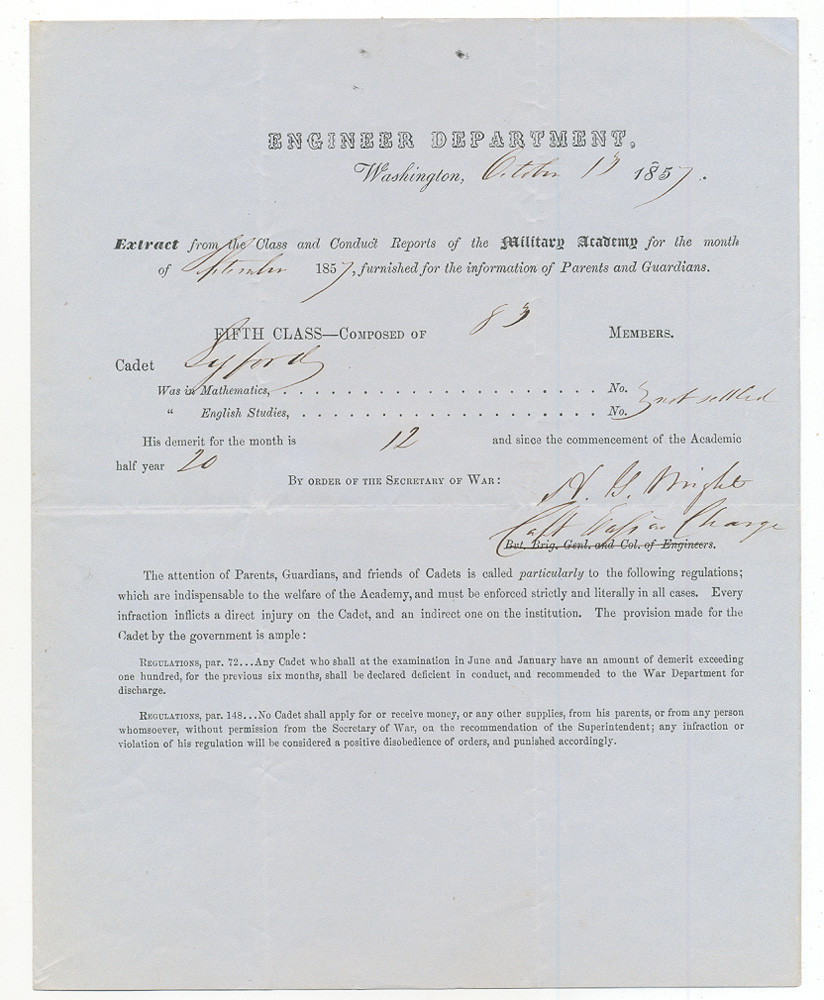 ENGINEER DEPARTMENT,
Washington, October 13 1857.
Extract from the Class and Conduct Reports of the Military Academy for the month
of September 1857, furnished for the information of Parents and Guardians.
FIFTH CLASS—COMPOSED OF 83 MEMBERS.
Cadet Lyford
Was in Mathematics, . . . . . . . . . . . . . . . . . . . . No. } not settled
" English Studies, . . . . . . . . . . . . . . . . . . . No.
His demerit for the month is 12 and since the commencement of the Academic
half year 20
BY ORDER OF THE SECRETARY OF WAR:
H. G. Wright
Capt Engrs in Charge
Bvt. Brig. Genl. and Col. of Engineers.
The attention of Parents, Guardians, and friends of Cadets is called particularly to the following regulations;
which are indispensable to the welfare of the Academy, and must be enforced strictly and literally in all cases. Every
infraction inflicts a direct injury on the Cadet, and an indirect one on the institution. The provision made for the
Cadet by the government is ample:
REGULATIONS, par. 72...Any Cadet who shall at the examination in June and January have an amount of demerit exceeding
one hundred, for the previous six months, shall be declared deficient in conduct, and recommended to the War Department for
discharge.
REGULATIONS, par. 148...No Cadet shall apply for or receive money, or any other supplies, from his parents, or from any person
whomsoever, without permission from the Secretary of War, on the recommendation of the Superintendent; any infraction or
violation of his regulation will be considered a positive disobedience of orders, and punished accordingly.